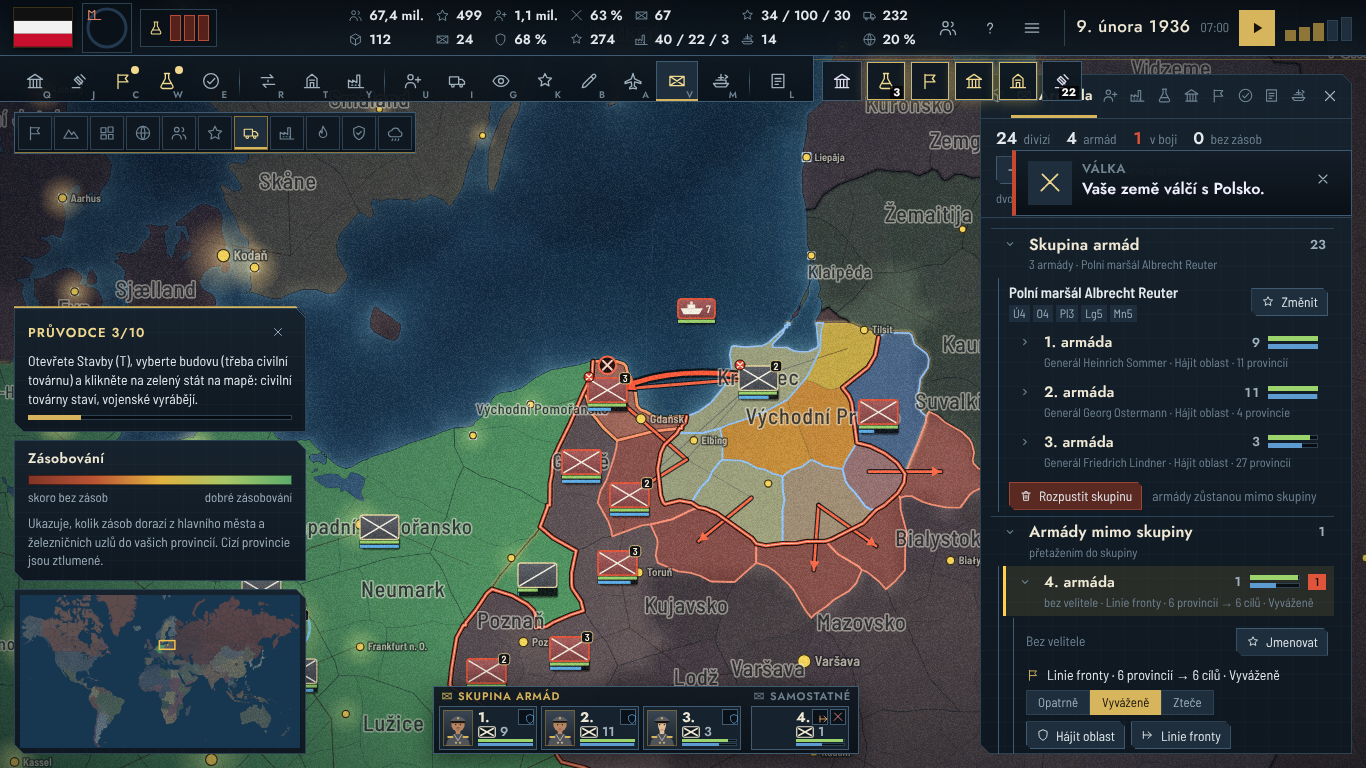 67,4 mil.
499
1,1 mil.
63 %
67
34 / 100 / 30
232
112
24
68 %
274
40 / 22 / 3
14
20 %
?
9. února 1936
07:00
Q
J
C
W
E
R
T
Y
U
I
G
K
B
A
V
M
L
3
22
Vidzeme
Kuronsko
Liepāja
Skåne
Aarhus
Kodaň
Sjælland
Žemaitija
Klaipėda
Tilsit
Suvalki
7
3
2
Východní Pomořansko
Gdaňsk
Elbing
Východní Pr
2
3
Toruň
Kujavsko
Mazovsko
Bialystok
Neumark
Poznaň
Poz
3
2
Lodž
Varšava
Varšava
Frankfurt n. O.
Lužice
Kassel
PRŮVODCE 3/10
Otevřete Stavby (T), vyberte budovu (třeba civilní
továrnu) a klikněte na zelený stát na mapě: civilní
továrny staví, vojenské vyrábějí.
Zásobování
skoro bez zásob
dobré zásobování
Ukazuje, kolik zásob dorazí z hlavního města a
železničních uzlů do vašich provincií. Cizí provincie
jsou ztlumené.
24 divizí
4 armád
1 v boji
0 bez zásob
VÁLKA
Vaše země válčí s Polsko.
Skupina armád
23
3 armády · Polní maršál Albrecht Reuter
Polní maršál Albrecht Reuter
Ú4
O4
Pl3
Lg5
Mn5
Změnit
1. armáda
9
Generál Heinrich Sommer · Hájit oblast · 11 provincií
2. armáda
11
Generál Georg Ostermann · Hájit oblast · 4 provincie
3. armáda
3
Generál Friedrich Lindner · Hájit oblast · 27 provincií
Rozpustit skupinu
armády zůstanou mimo skupiny
Armády mimo skupiny
1
přetažením do skupiny
4. armáda
1
1
bez velitele · Linie fronty · 6 provincií → 6 cílů · Vyvážené
Bez velitele
Jmenovat
Linie fronty · 6 provincií → 6 cílů · Vyvážené
Opatrně
Vyváženě
Zteče
Hájit oblast
Linie fronty
SKUPINA ARMÁD
SAMOSTATNÉ
1.
9
2.
11
3.
3
4.
1